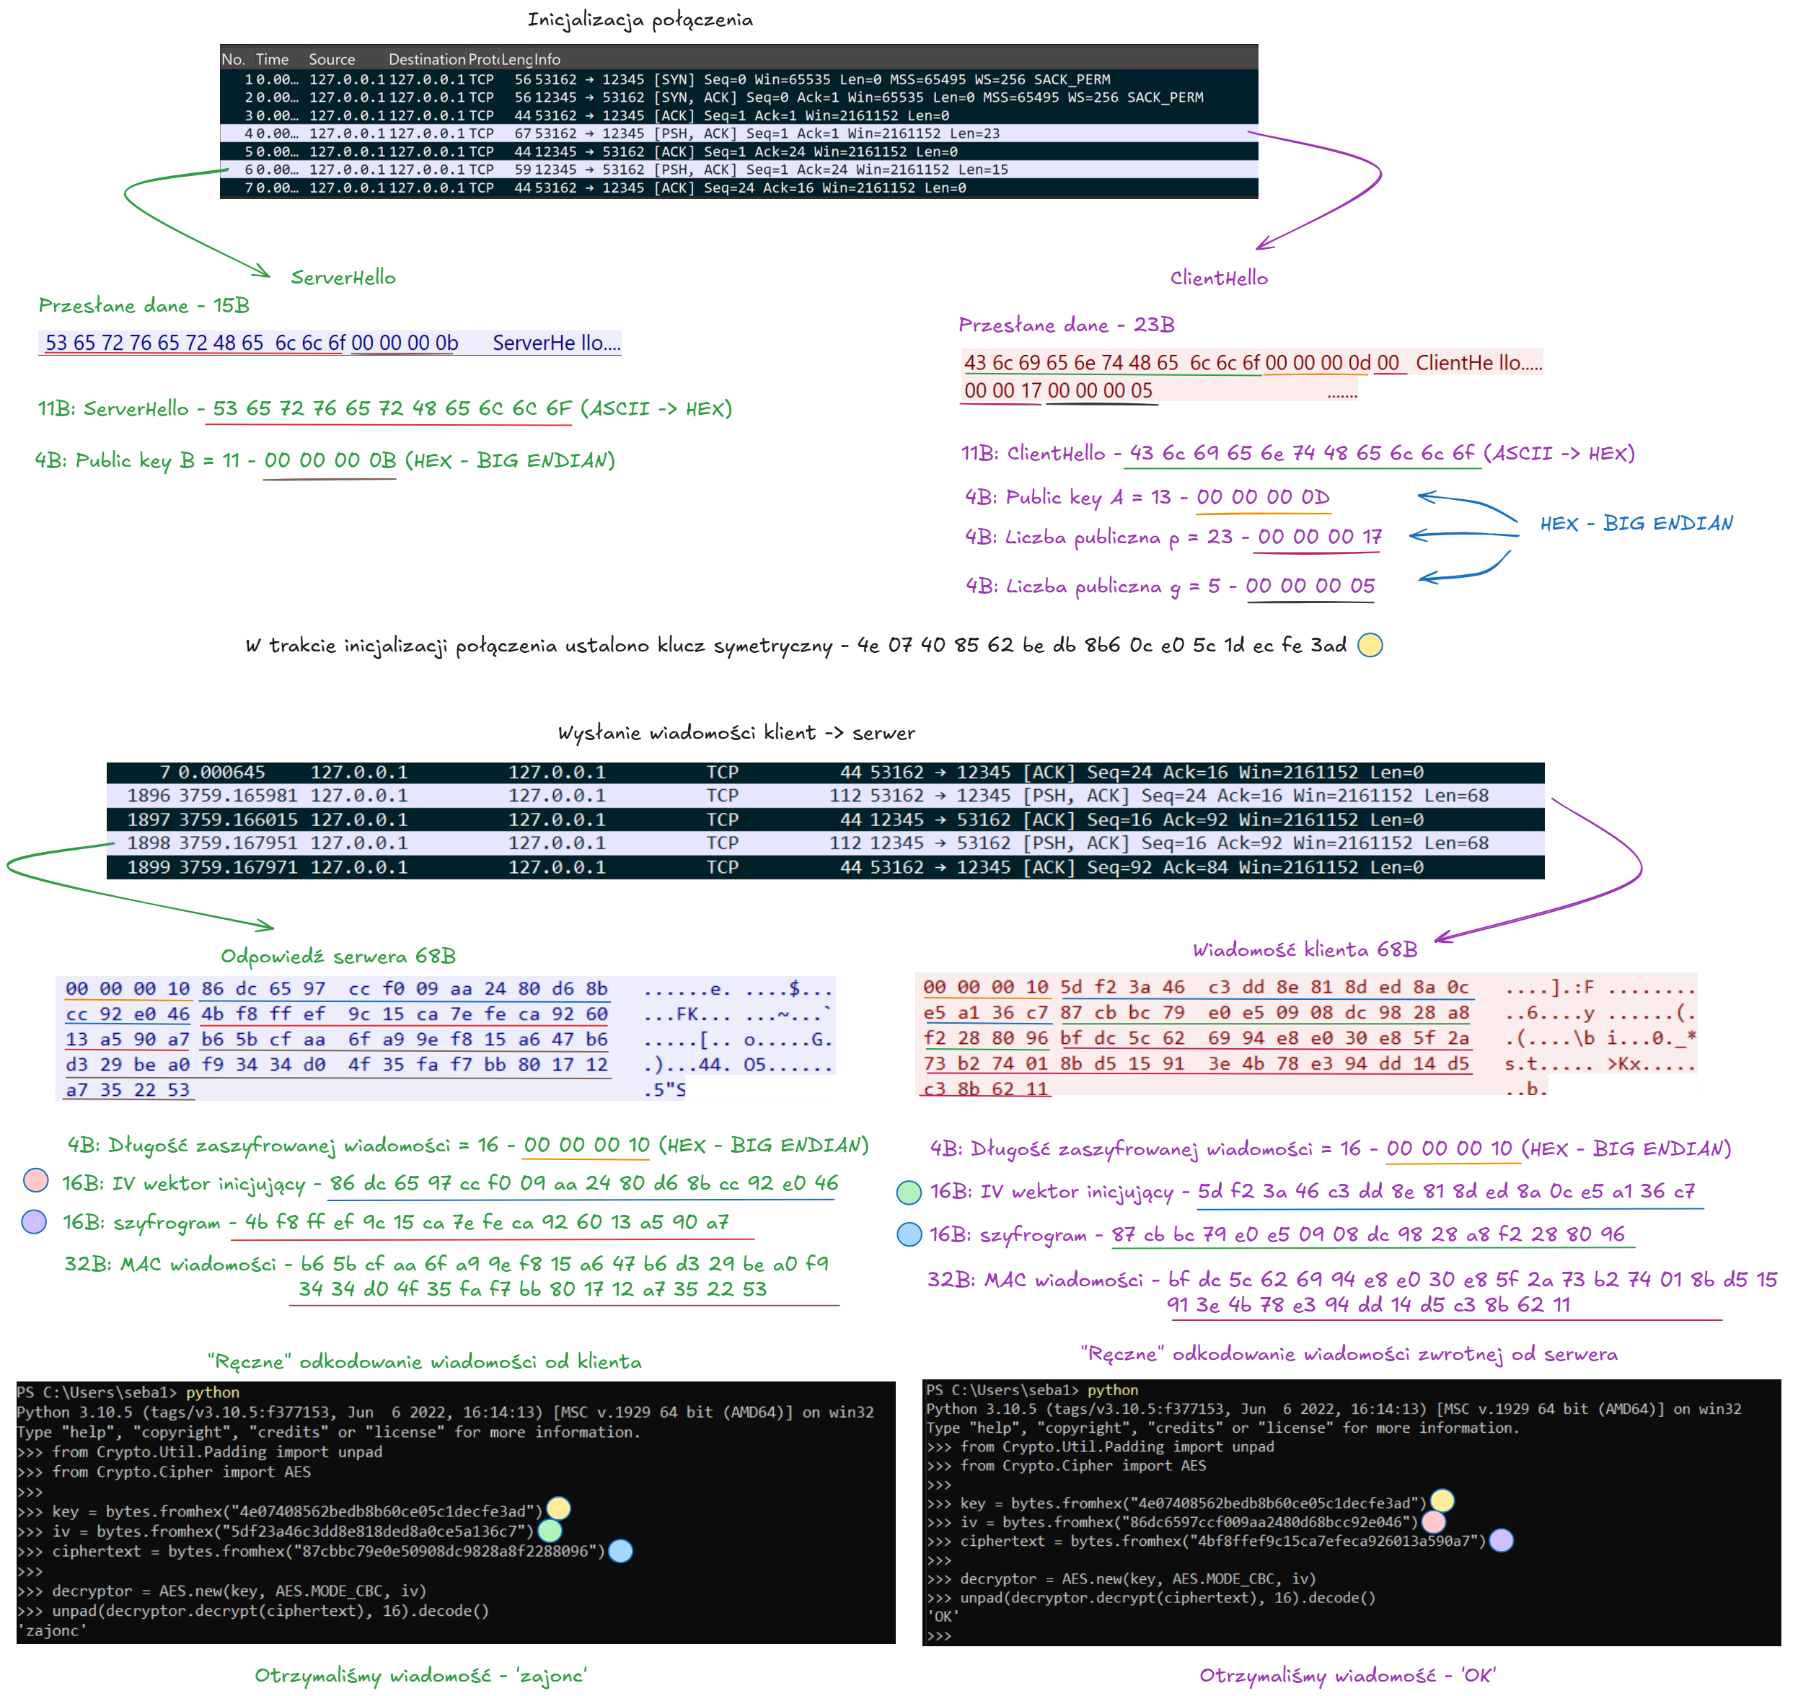 Inicjalizacja połączenia
No. Time Source Destination Proto Leng Info
1 0.00… 127.0.0.1 127.0.0.1 TCP 56 53162 → 12345 [SYN] Seq=0 Win=65535 Len=0 MSS=65495 WS=256 SACK_PERM
2 0.00… 127.0.0.1 127.0.0.1 TCP 56 12345 → 53162 [SYN, ACK] Seq=0 Ack=1 Win=65535 Len=0 MSS=65495 WS=256 SACK_PERM
3 0.00… 127.0.0.1 127.0.0.1 TCP 44 53162 → 12345 [ACK] Seq=1 Ack=1 Win=2161152 Len=0
4 0.00… 127.0.0.1 127.0.0.1 TCP 67 53162 → 12345 [PSH, ACK] Seq=1 Ack=1 Win=2161152 Len=23
5 0.00… 127.0.0.1 127.0.0.1 TCP 44 12345 → 53162 [ACK] Seq=1 Ack=24 Win=2161152 Len=0
6 0.00… 127.0.0.1 127.0.0.1 TCP 59 12345 → 53162 [PSH, ACK] Seq=1 Ack=24 Win=2161152 Len=15
7 0.00… 127.0.0.1 127.0.0.1 TCP 44 53162 → 12345 [ACK] Seq=24 Ack=16 Win=2161152 Len=0
ServerHello
Przesłane dane - 15B
53 65 72 76 65 72 48 65 6c 6c 6f 00 00 00 0b ServerHe llo....
11B: ServerHello - 53 65 72 76 65 72 48 65 6C 6C 6F (ASCII -> HEX)
4B: Public key B = 11 - 00 00 00 0B (HEX - BIG ENDIAN)
ClientHello
Przesłane dane - 23B
43 6c 69 65 6e 74 48 65 6c 6c 6f 00 00 00 0d 00 ClientHe llo.....
00 00 17 00 00 00 05 .......
11B: ClientHello - 43 6c 69 65 6e 74 48 65 6c 6c 6f (ASCII -> HEX)
4B: Public key A = 13 - 00 00 00 0D
4B: Liczba publiczna p = 23 - 00 00 00 17
HEX - BIG ENDIAN
4B: Liczba publiczna g = 5 - 00 00 00 05
W trakcie inicjalizacji połączenia ustalono klucz symetryczny - 4e 07 40 85 62 be db 8b6 0c e0 5c 1d ec fe 3ad
Wysłanie wiadomości klient -> serwer
7 0.000645 127.0.0.1 127.0.0.1 TCP 44 53162 → 12345 [ACK] Seq=24 Ack=16 Win=2161152 Len=0
1896 3759.165981 127.0.0.1 127.0.0.1 TCP 112 53162 → 12345 [PSH, ACK] Seq=24 Ack=16 Win=2161152 Len=68
1897 3759.166015 127.0.0.1 127.0.0.1 TCP 44 12345 → 53162 [ACK] Seq=16 Ack=92 Win=2161152 Len=0
1898 3759.167951 127.0.0.1 127.0.0.1 TCP 112 12345 → 53162 [PSH, ACK] Seq=16 Ack=92 Win=2161152 Len=68
1899 3759.167971 127.0.0.1 127.0.0.1 TCP 44 53162 → 12345 [ACK] Seq=92 Ack=84 Win=2161152 Len=0
Odpowiedź serwera 68B
00 00 00 10 86 dc 65 97 cc f0 09 aa 24 80 d6 8b ......e. ....$...
cc 92 e0 46 4b f8 ff ef 9c 15 ca 7e fe ca 92 60 ...FK... ...~...`
13 a5 90 a7 b6 5b cf aa 6f a9 9e f8 15 a6 47 b6 .....[.. o.....G.
d3 29 be a0 f9 34 34 d0 4f 35 fa f7 bb 80 17 12 .)...44. O5......
a7 35 22 53 .5"S
4B: Długość zaszyfrowanej wiadomości = 16 - 00 00 00 10 (HEX - BIG ENDIAN)
16B: IV wektor inicjujący - 86 dc 65 97 cc f0 09 aa 24 80 d6 8b cc 92 e0 46
16B: szyfrogram - 4b f8 ff ef 9c 15 ca 7e fe ca 92 60 13 a5 90 a7
32B: MAC wiadomości - b6 5b cf aa 6f a9 9e f8 15 a6 47 b6 d3 29 be a0 f9
34 34 d0 4f 35 fa f7 bb 80 17 12 a7 35 22 53
Wiadomość klienta 68B
00 00 00 10 5d f2 3a 46 c3 dd 8e 81 8d ed 8a 0c ....].:F ........
e5 a1 36 c7 87 cb bc 79 e0 e5 09 08 dc 98 28 a8 ..6....y ......(.
f2 28 80 96 bf dc 5c 62 69 94 e8 e0 30 e8 5f 2a .(....\b i...0._*
73 b2 74 01 8b d5 15 91 3e 4b 78 e3 94 dd 14 d5 s.t..... >Kx.....
c3 8b 62 11 ..b.
4B: Długość zaszyfrowanej wiadomości = 16 - 00 00 00 10 (HEX - BIG ENDIAN)
16B: IV wektor inicjujący - 5d f2 3a 46 c3 dd 8e 81 8d ed 8a 0c e5 a1 36 c7
16B: szyfrogram - 87 cb bc 79 e0 e5 09 08 dc 98 28 a8 f2 28 80 96
32B: MAC wiadomości - bf dc 5c 62 69 94 e8 e0 30 e8 5f 2a 73 b2 74 01 8b d5 15
91 3e 4b 78 e3 94 dd 14 d5 c3 8b 62 11
"Ręczne" odkodowanie wiadomości od klienta
PS C:\Users\seba1> python
Python 3.10.5 (tags/v3.10.5:f377153, Jun  6 2022, 16:14:13) [MSC v.1929 64 bit (AMD64)] on win32
Type "help", "copyright", "credits" or "license" for more information.
>>> from Crypto.Util.Padding import unpad
>>> from Crypto.Cipher import AES
>>>
>>> key = bytes.fromhex("4e07408562bedb8b60ce05c1decfe3ad")
>>> iv = bytes.fromhex("5df23a46c3dd8e818ded8a0ce5a136c7")
>>> ciphertext = bytes.fromhex("87cbbc79e0e50908dc9828a8f2288096")
>>>
>>> decryptor = AES.new(key, AES.MODE_CBC, iv)
>>> unpad(decryptor.decrypt(ciphertext), 16).decode()
'zajonc'
Otrzymaliśmy wiadomość - 'zajonc'
"Ręczne" odkodowanie wiadomości zwrotnej od serwera
PS C:\Users\seba1> python
Python 3.10.5 (tags/v3.10.5:f377153, Jun  6 2022, 16:14:13) [MSC v.1929 64 bit (AMD64)] on win32
Type "help", "copyright", "credits" or "license" for more information.
>>> from Crypto.Util.Padding import unpad
>>> from Crypto.Cipher import AES
>>>
>>> key = bytes.fromhex("4e07408562bedb8b60ce05c1decfe3ad")
>>> iv = bytes.fromhex("86dc6597ccf009aa2480d68bcc92e046")
>>> ciphertext = bytes.fromhex("4bf8ffef9c15ca7efeca926013a590a7")
>>>
>>> decryptor = AES.new(key, AES.MODE_CBC, iv)
>>> unpad(decryptor.decrypt(ciphertext), 16).decode()
'OK'
>>>
Otrzymaliśmy wiadomość - 'OK'